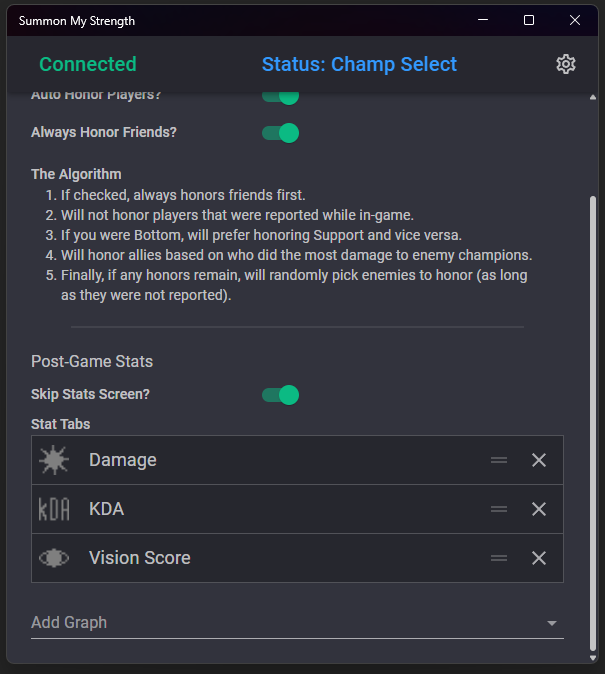 Summon My Strength
Connected
Status: Champ Select
Auto Honor Players?
Always Honor Friends?
The Algorithm
1. If checked, always honors friends first.
2. Will not honor players that were reported while in-game.
3. If you were Bottom, will prefer honoring Support and vice versa.
4. Will honor allies based on who did the most damage to enemy champions.
5. Finally, if any honors remain, will randomly pick enemies to honor (as long
as they were not reported).
Post-Game Stats
Skip Stats Screen?
Stat Tabs
Damage
KDA KDA
Vision Score
Add Graph